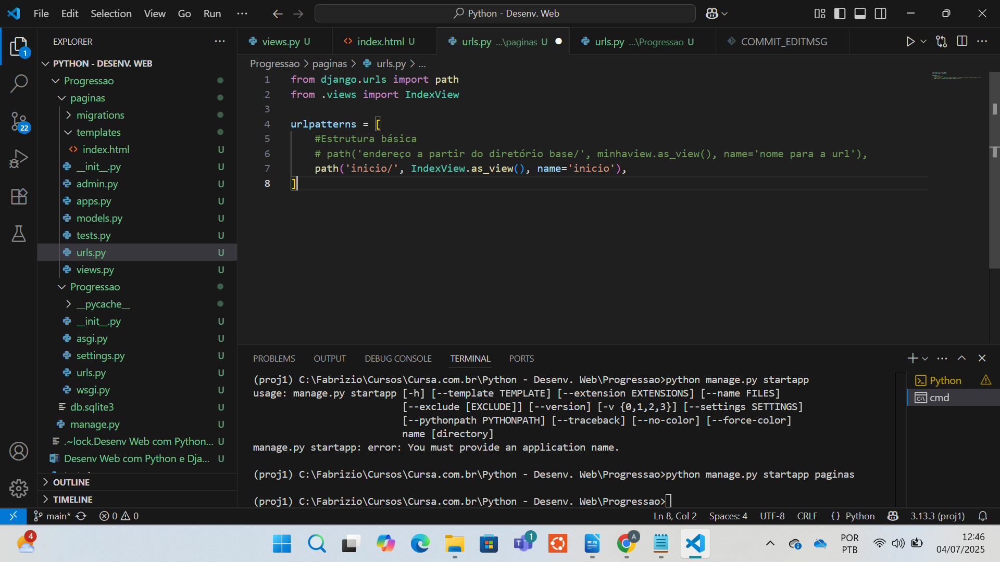 File Edit Selection View Go Run ... Python - Desenv. Web
EXPLORER ...
1
PYTHON - DESENV. WEB
Progressao
paginas
migrations
templates
index.html U
__init__.py U
admin.py U
apps.py U
models.py U
tests.py U
urls.py U
views.py U
Progressao
__pycache__
__init__.py U
asgi.py U
settings.py U
urls.py U
wsgi.py U
db.sqlite3 U
manage.py U
.~lock.Desenv Web com Python... U
Desenv Web com Python e Dja... U
OUTLINE
TIMELINE
22
views.py U index.html U urls.py ...\paginas U urls.py ...\Progressao U COMMIT_EDITMSG
Progressao > paginas > urls.py > ...
1 from django.urls import path
2 from .views import IndexView
3
4 urlpatterns = [
5 #Estrutura básica
6 # path('endereço a partir do diretório base/', minhaview.as_view(), name='nome para a url'),
7 path('inicio/', IndexView.as_view(), name='inicio'),
8 ]
PROBLEMS OUTPUT DEBUG CONSOLE TERMINAL PORTS
(proj1) C:\Fabrizio\Cursos\Cursa.com.br\Python - Desenv. Web\Progressao>python manage.py startapp
usage: manage.py startapp [-h] [--template TEMPLATE] [--extension EXTENSIONS] [--name FILES]
[--exclude [EXCLUDE]] [--version] [-v {0,1,2,3}] [--settings SETTINGS]
[--pythonpath PYTHONPATH] [--traceback] [--no-color] [--force-color]
name [directory]
manage.py startapp: error: You must provide an application name.
(proj1) C:\Fabrizio\Cursos\Cursa.com.br\Python - Desenv. Web\Progressao>python manage.py startapp paginas
(proj1) C:\Fabrizio\Cursos\Cursa.com.br\Python - Desenv. Web\Progressao>
Python
cmd
main* 0 0 Ln 8, Col 2 Spaces: 4 UTF-8 CRLF {} Python 3.13.3 (proj1)
4
1
A
POR
PTB
12:46
04/07/2025